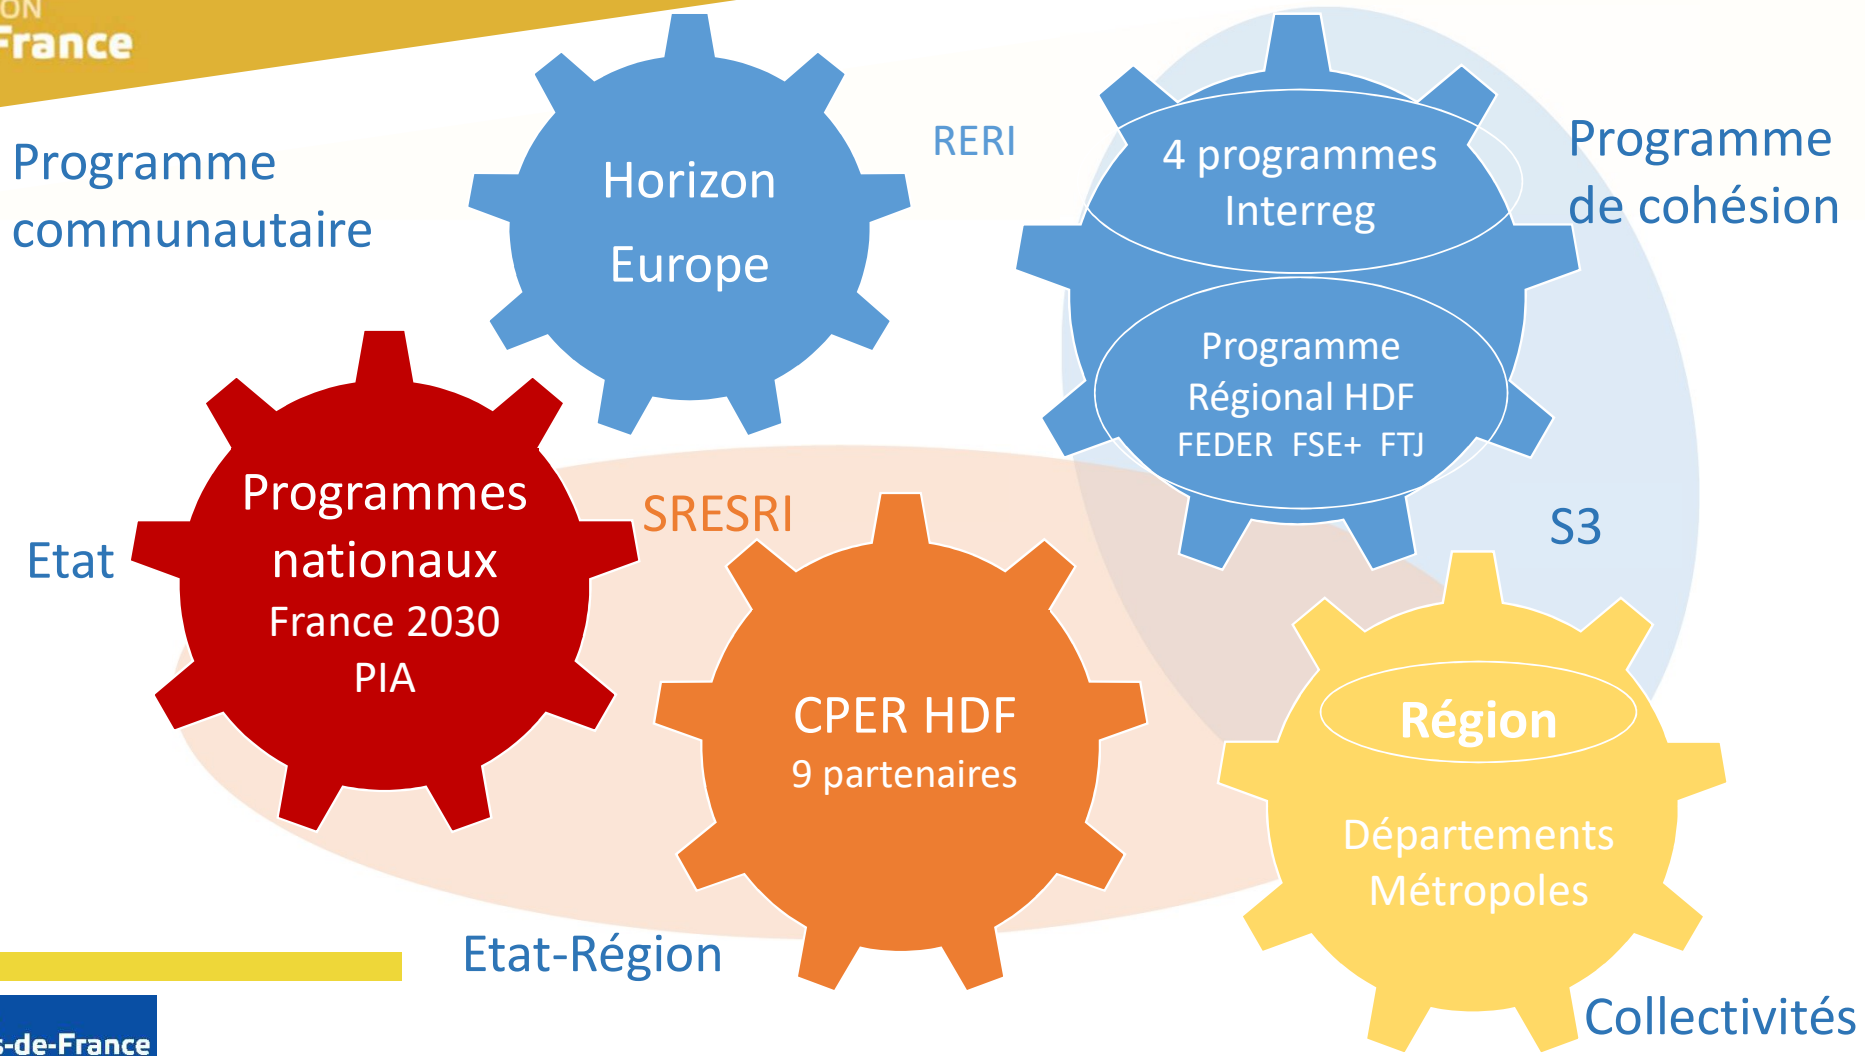 France
Programme
communautaire
Horizon
Europe
RERI
4 programmes
Interreg
Programme
de cohésion
Programme
Régional HDF
FEDER FSE+ FTJ
Programmes
nationaux
France 2030
PIA
Etat
SRESRI
S3
CPER HDF
9 partenaires
Région
Départements
Métropoles
Etat-Région
Collectivités
s-de-France